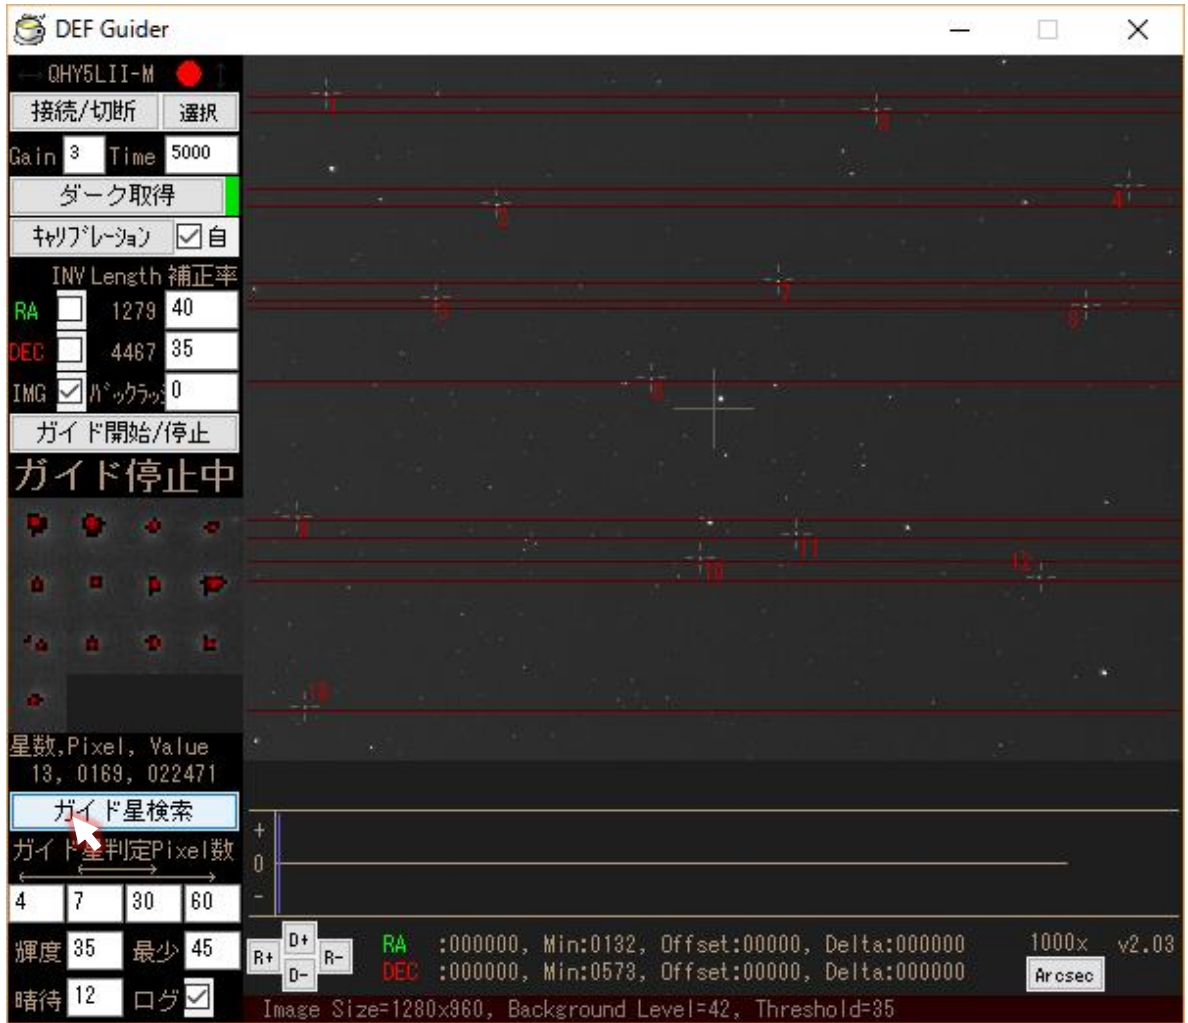 DEF Guider
QHY5LII-M
接続/切断 選択
Gain 3 Time 5000
ダーク取得
ｷｬﾘﾌﾞﾚｰｼｮﾝ 自
INV Length 補正率
RA 1279 40
DEC 4467 35
IMG ﾊﾞｯｸﾗｯｼ 0
ガイド開始/停止
ガイド停止中
星数,Pixel, Value
13, 0169, 022471
ガイド星検索
ガイド星判定Pixel数
4 7 30 60
輝度 35 最少 45
晴待 12 ログ
1
4
7
9
10
11
12
+
0
-
R+ D+ D- R-
RA :000000, Min:0132, Offset:00000, Delta:000000
DEC :000000, Min:0573, Offset:00000, Delta:000000
1000x v2.03
Arcsec
Image Size=1280x960, Background Level=42, Threshold=35